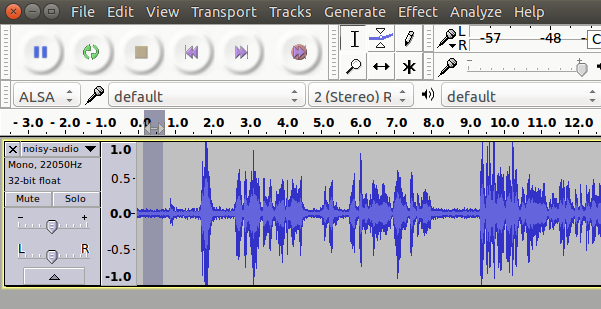 File Edit View Transport Tracks Generate Effect Analyze Help
L R -57 -48 C
ALSA default 2 (Stereo) R default
- 3.0 - 2.0 - 1.0 0.0 1.0 2.0 3.0 4.0 5.0 6.0 7.0 8.0 9.0 10.0 11.0 12.0
X noisy-audio 1.0
Mono, 22050Hz
32-bit float 0.5
Mute Solo
- + 0.0
L R -0.5
-1.0